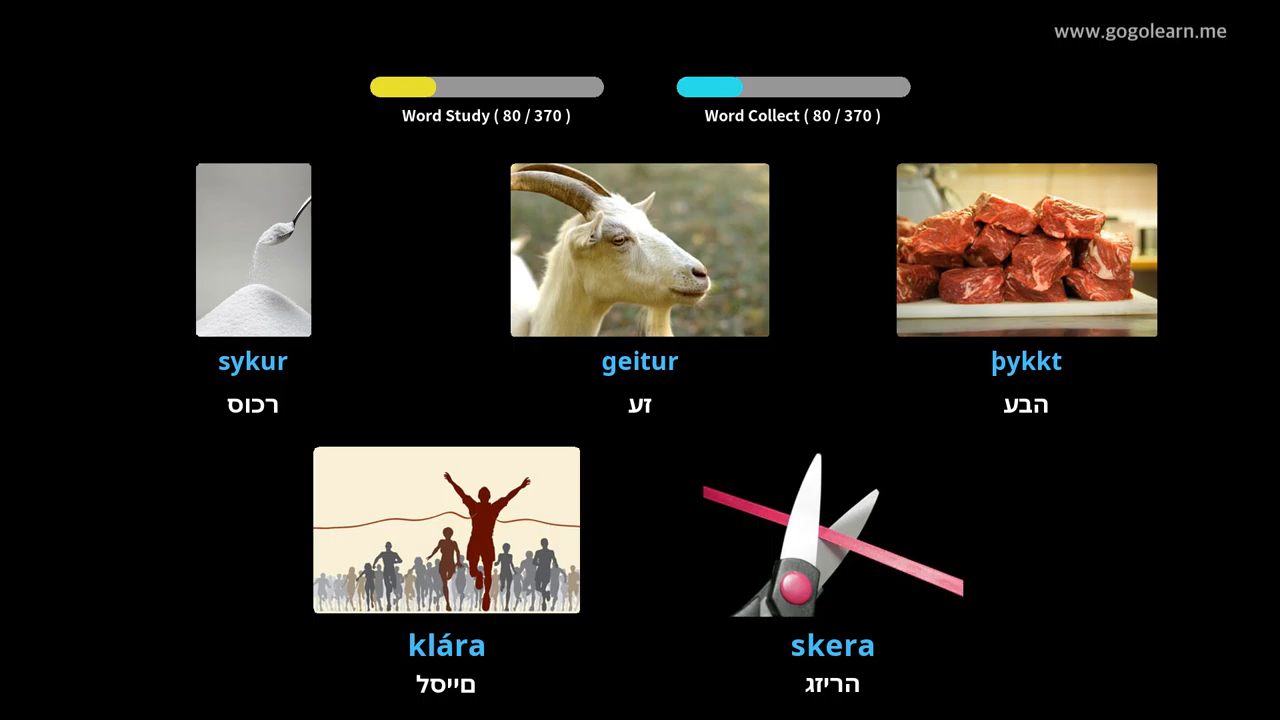 www.gogolearn.me
Word Study ( 80 / 370 )
Word Collect ( 80 / 370 )
sykur
רכוס
geitur
זע
þykkt
הבע
klára
םייסל
skera
הריזג